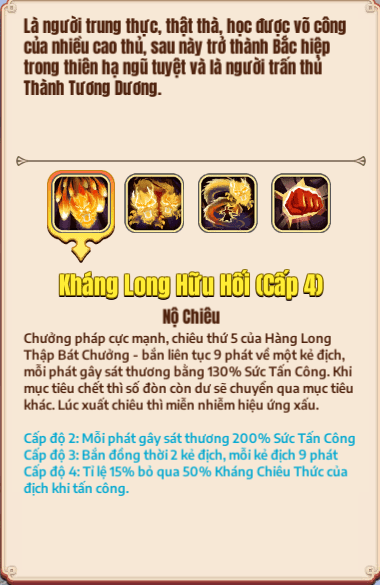 Là người trung thực, thật thà, học được võ công
của nhiều cao thủ, sau này trở thành Bắc hiệp
trong thiên hạ ngũ tuyệt và là người trấn thủ
Thành Tương Dương.
Kháng Long Hữu Hối (Cấp 4)
Nộ Chiêu
Chưởng pháp cực mạnh, chiêu thứ 5 của Hàng Long
Thập Bát Chưởng - bắn liên tục 9 phát về một kẻ địch,
mỗi phát gây sát thương bằng 130% Sức Tấn Công. Khi
mục tiêu chết thì số đòn còn dư sẽ chuyển qua mục tiêu
khác. Lúc xuất chiêu thì miễn nhiễm hiệu ứng xấu.
Cấp độ 2: Mỗi phát gây sát thương 200% Sức Tấn Công
Cấp độ 3: Bắn đồng thời 2 kẻ địch, mỗi kẻ địch 9 phát
Cấp độ 4: Tỉ lệ 15% bỏ qua 50% Kháng Chiêu Thức của
địch khi tấn công.